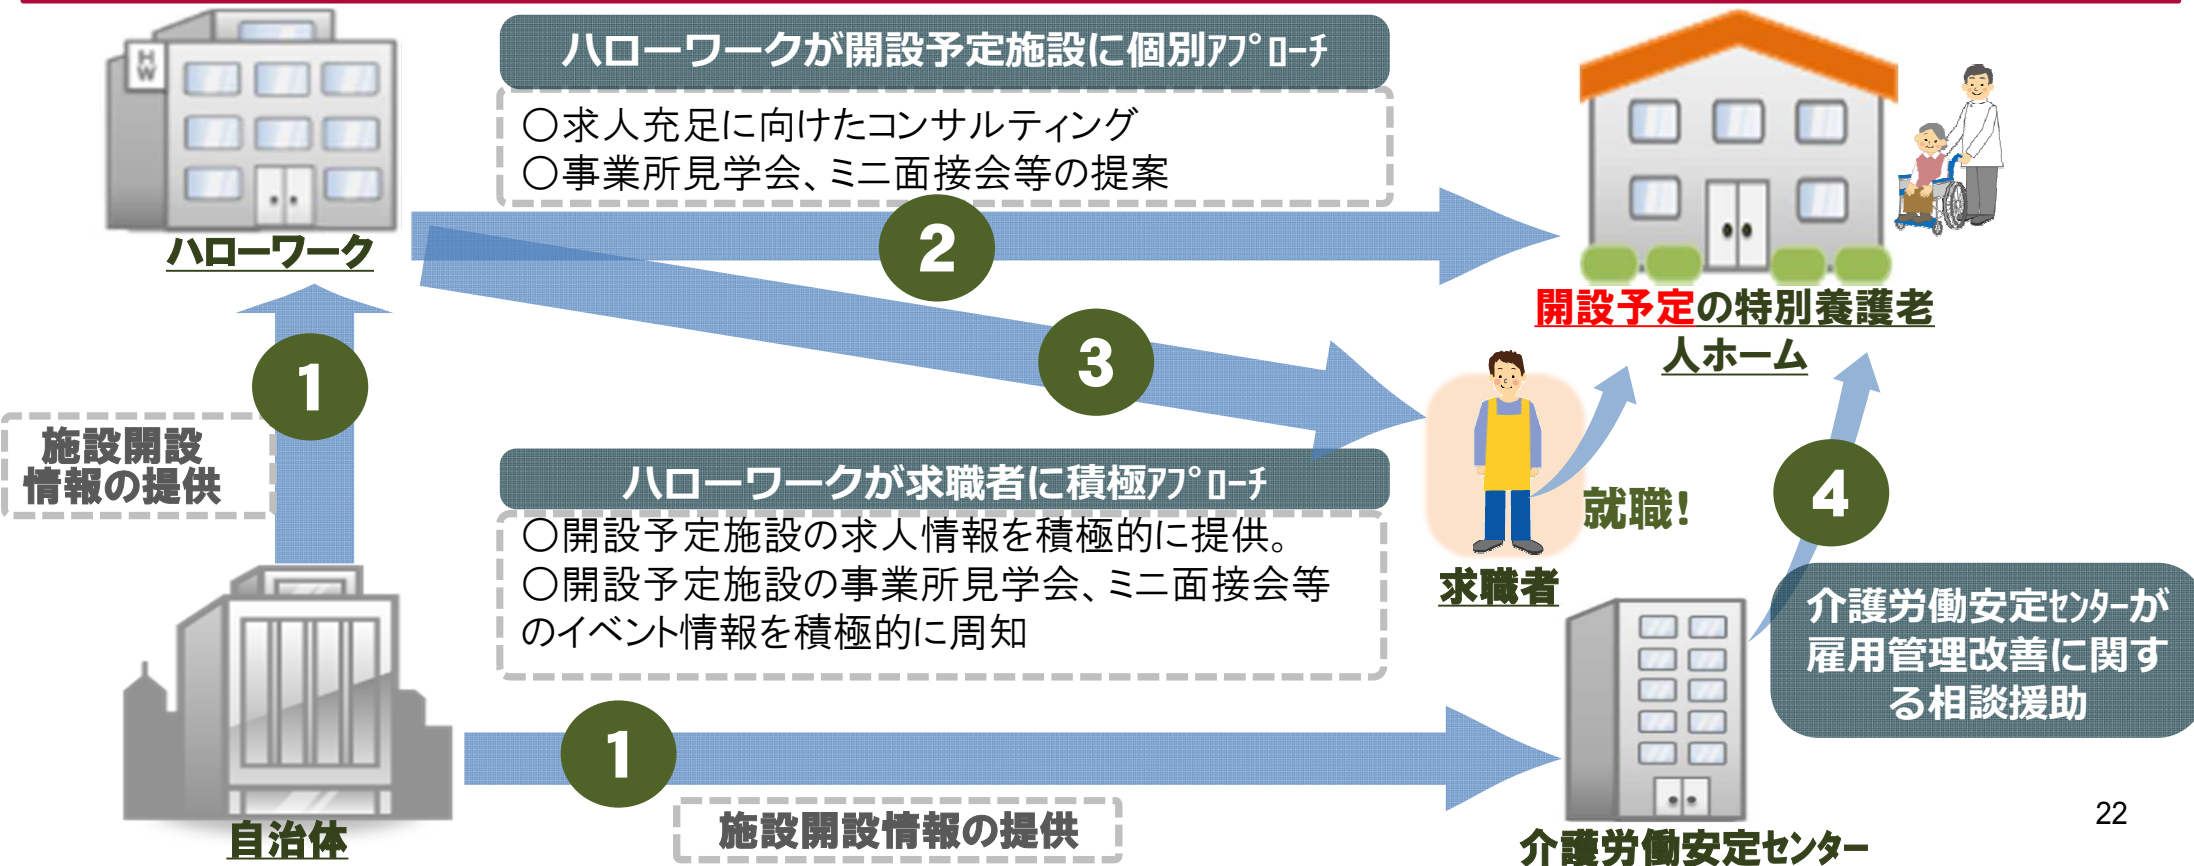 ハローワークが開設予定施設に個別ｱﾌﾟﾛｰﾁ
○求人充足に向けたコンサルティング
○事業所見学会、ミニ面接会等の提案
HW
ハローワーク
2
開設予定の特別養護老
人ホーム
1
3
施設開設
情報の提供
ハローワークが求職者に積極ｱﾌﾟﾛｰﾁ
○開設予定施設の求人情報を積極的に提供。
○開設予定施設の事業所見学会、ミニ面接会等
のイベント情報を積極的に周知
就職！
4
求職者
介護労働安定ｾﾝﾀｰが
雇用管理改善に関す
る相談援助
1
施設開設情報の提供
自治体
介護労働安定センター
22